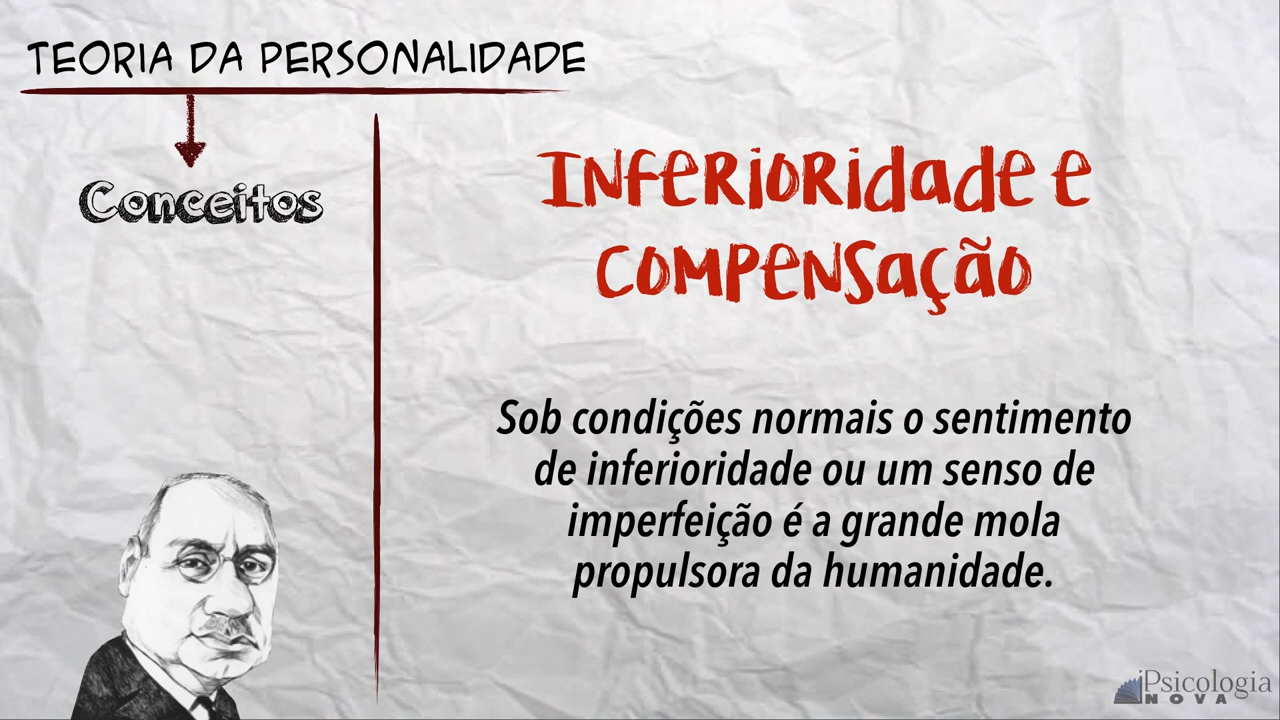 TEORIA DA PERSONALIDADE
Conceitos
Inferioridade e
compensação
Sob condições normais o sentimento
de inferioridade ou um senso de
imperfeição é a grande mola
propulsora da humanidade.
Psicologia
NOVA